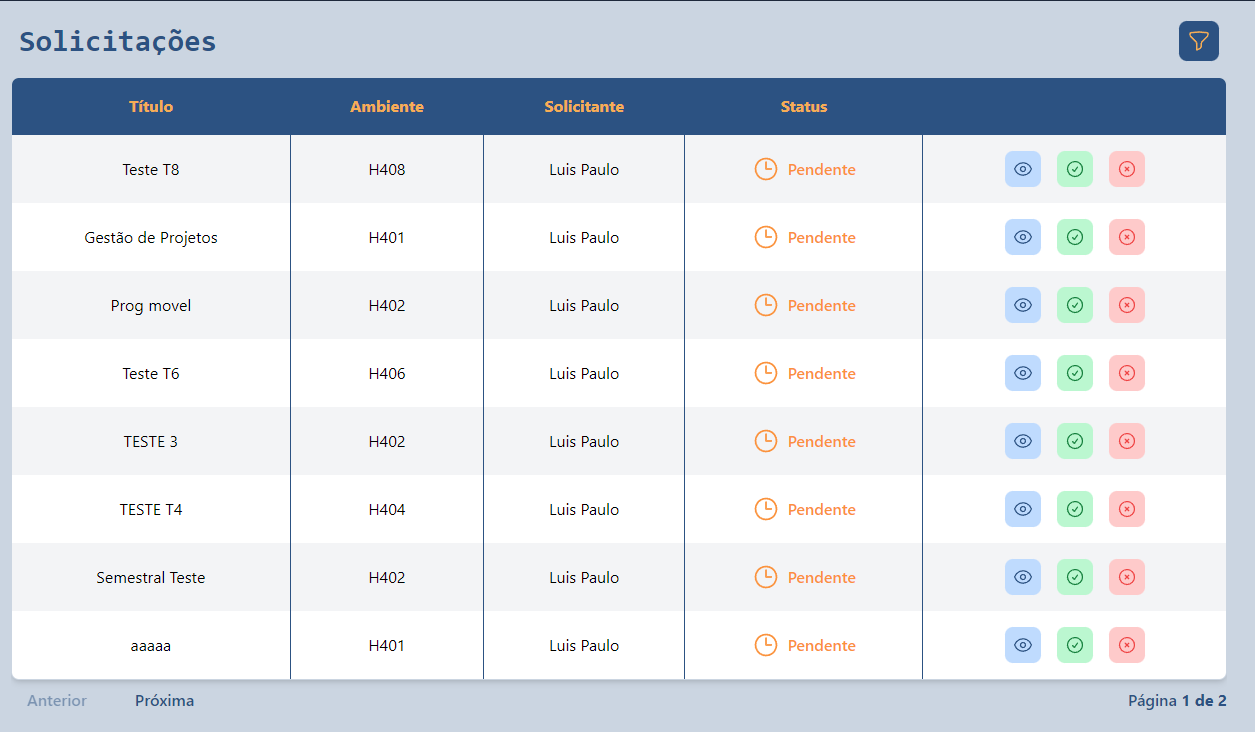 Solicitações
Título Ambiente Solicitante Status
Teste T8 H408 Luis Paulo Pendente
Gestão de Projetos H401 Luis Paulo Pendente
Prog movel H402 Luis Paulo Pendente
Teste T6 H406 Luis Paulo Pendente
TESTE 3 H402 Luis Paulo Pendente
TESTE T4 H404 Luis Paulo Pendente
Semestral Teste H402 Luis Paulo Pendente
aaaaa H401 Luis Paulo Pendente
Anterior Próxima Página 1 de 2